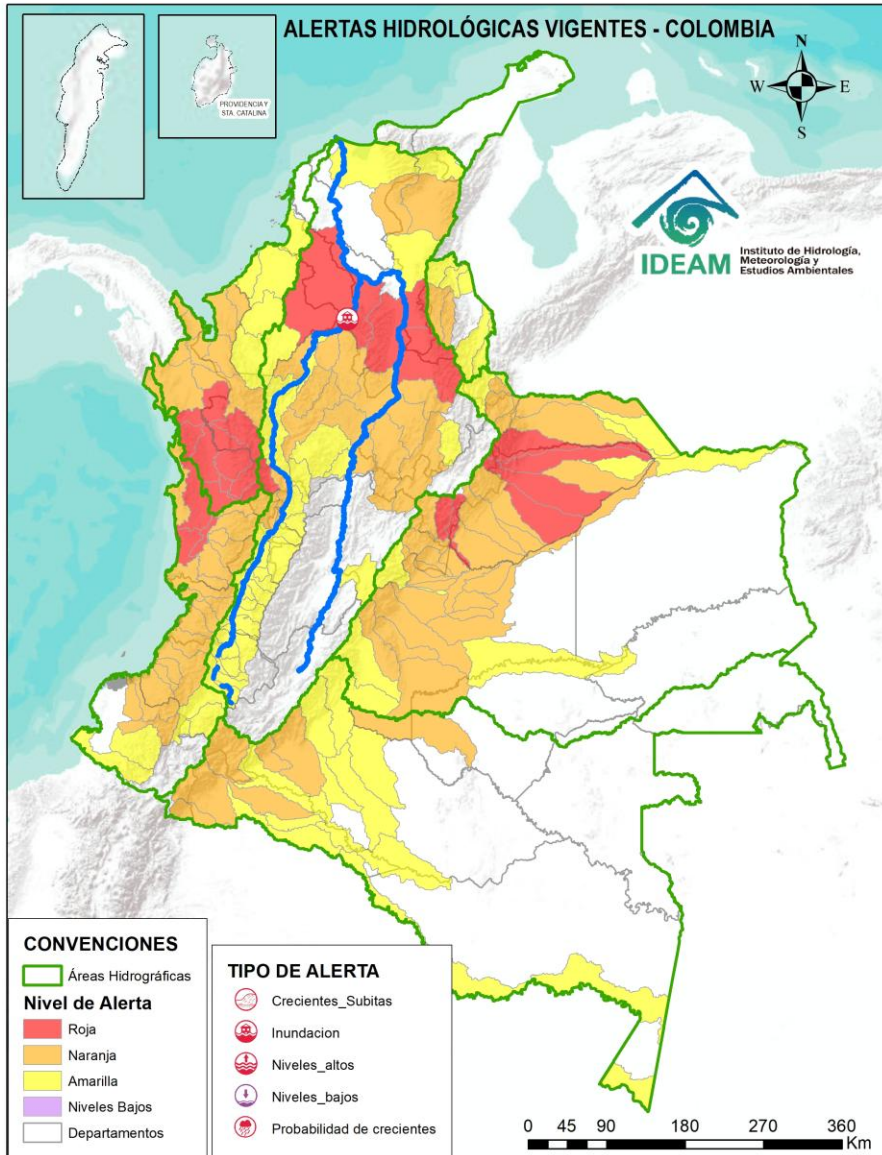 ALERTAS HIDROLÓGICAS VIGENTES - COLOMBIA
PROVIDENCIA Y
STA. CATALINA
N
W
E
S
IDEAM
Instituto de Hidrología,
Meteorología y
Estudios Ambientales
CONVENCIONES
Áreas Hidrográficas
Nivel de Alerta
Roja
Naranja
Amarilla
Niveles Bajos
Departamentos
TIPO DE ALERTA
Crecientes_Subitas
Inundacion
Niveles_altos
Niveles_bajos
Probabilidad de crecientes
0 45 90 180 270 360
Km